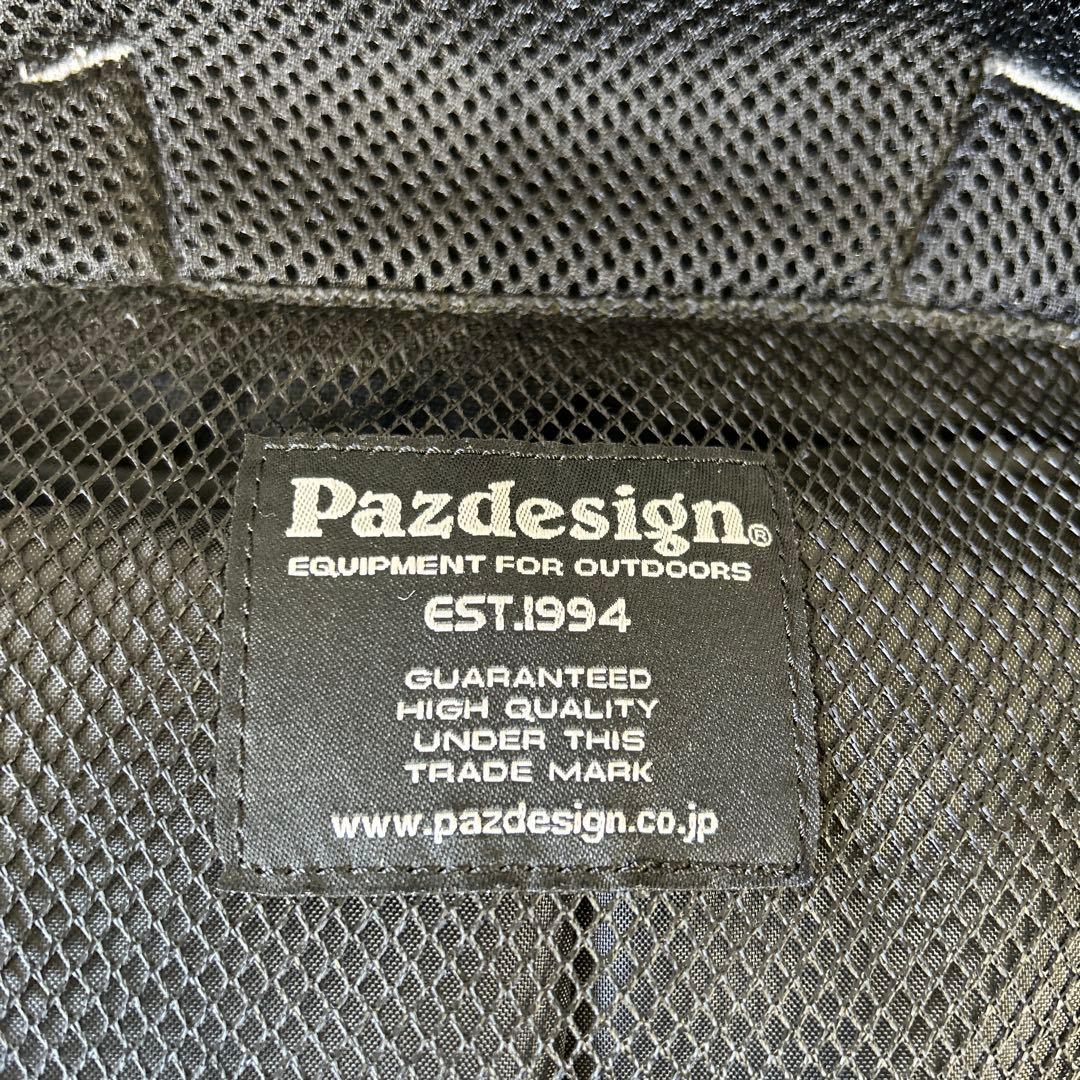 Pazdesign®
EQUIPMENT FOR OUTDOORS
EST.1994
GUARANTEED
HIGH QUALITY
UNDER THIS
TRADE MARK
www.pazdesign.co.jp